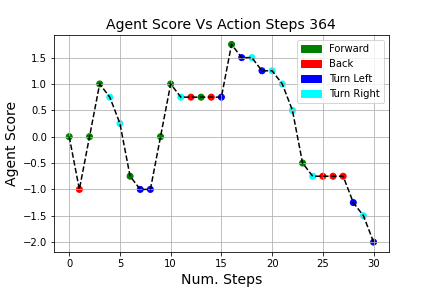 Agent Score Vs Action Steps 364
Agent Score
1.5
1.0
0.5
0.0
−0.5
−1.0
−1.5
−2.0
Forward
Back
Turn Left
Turn Right
0 5 10 15 20 25 30
Num. Steps